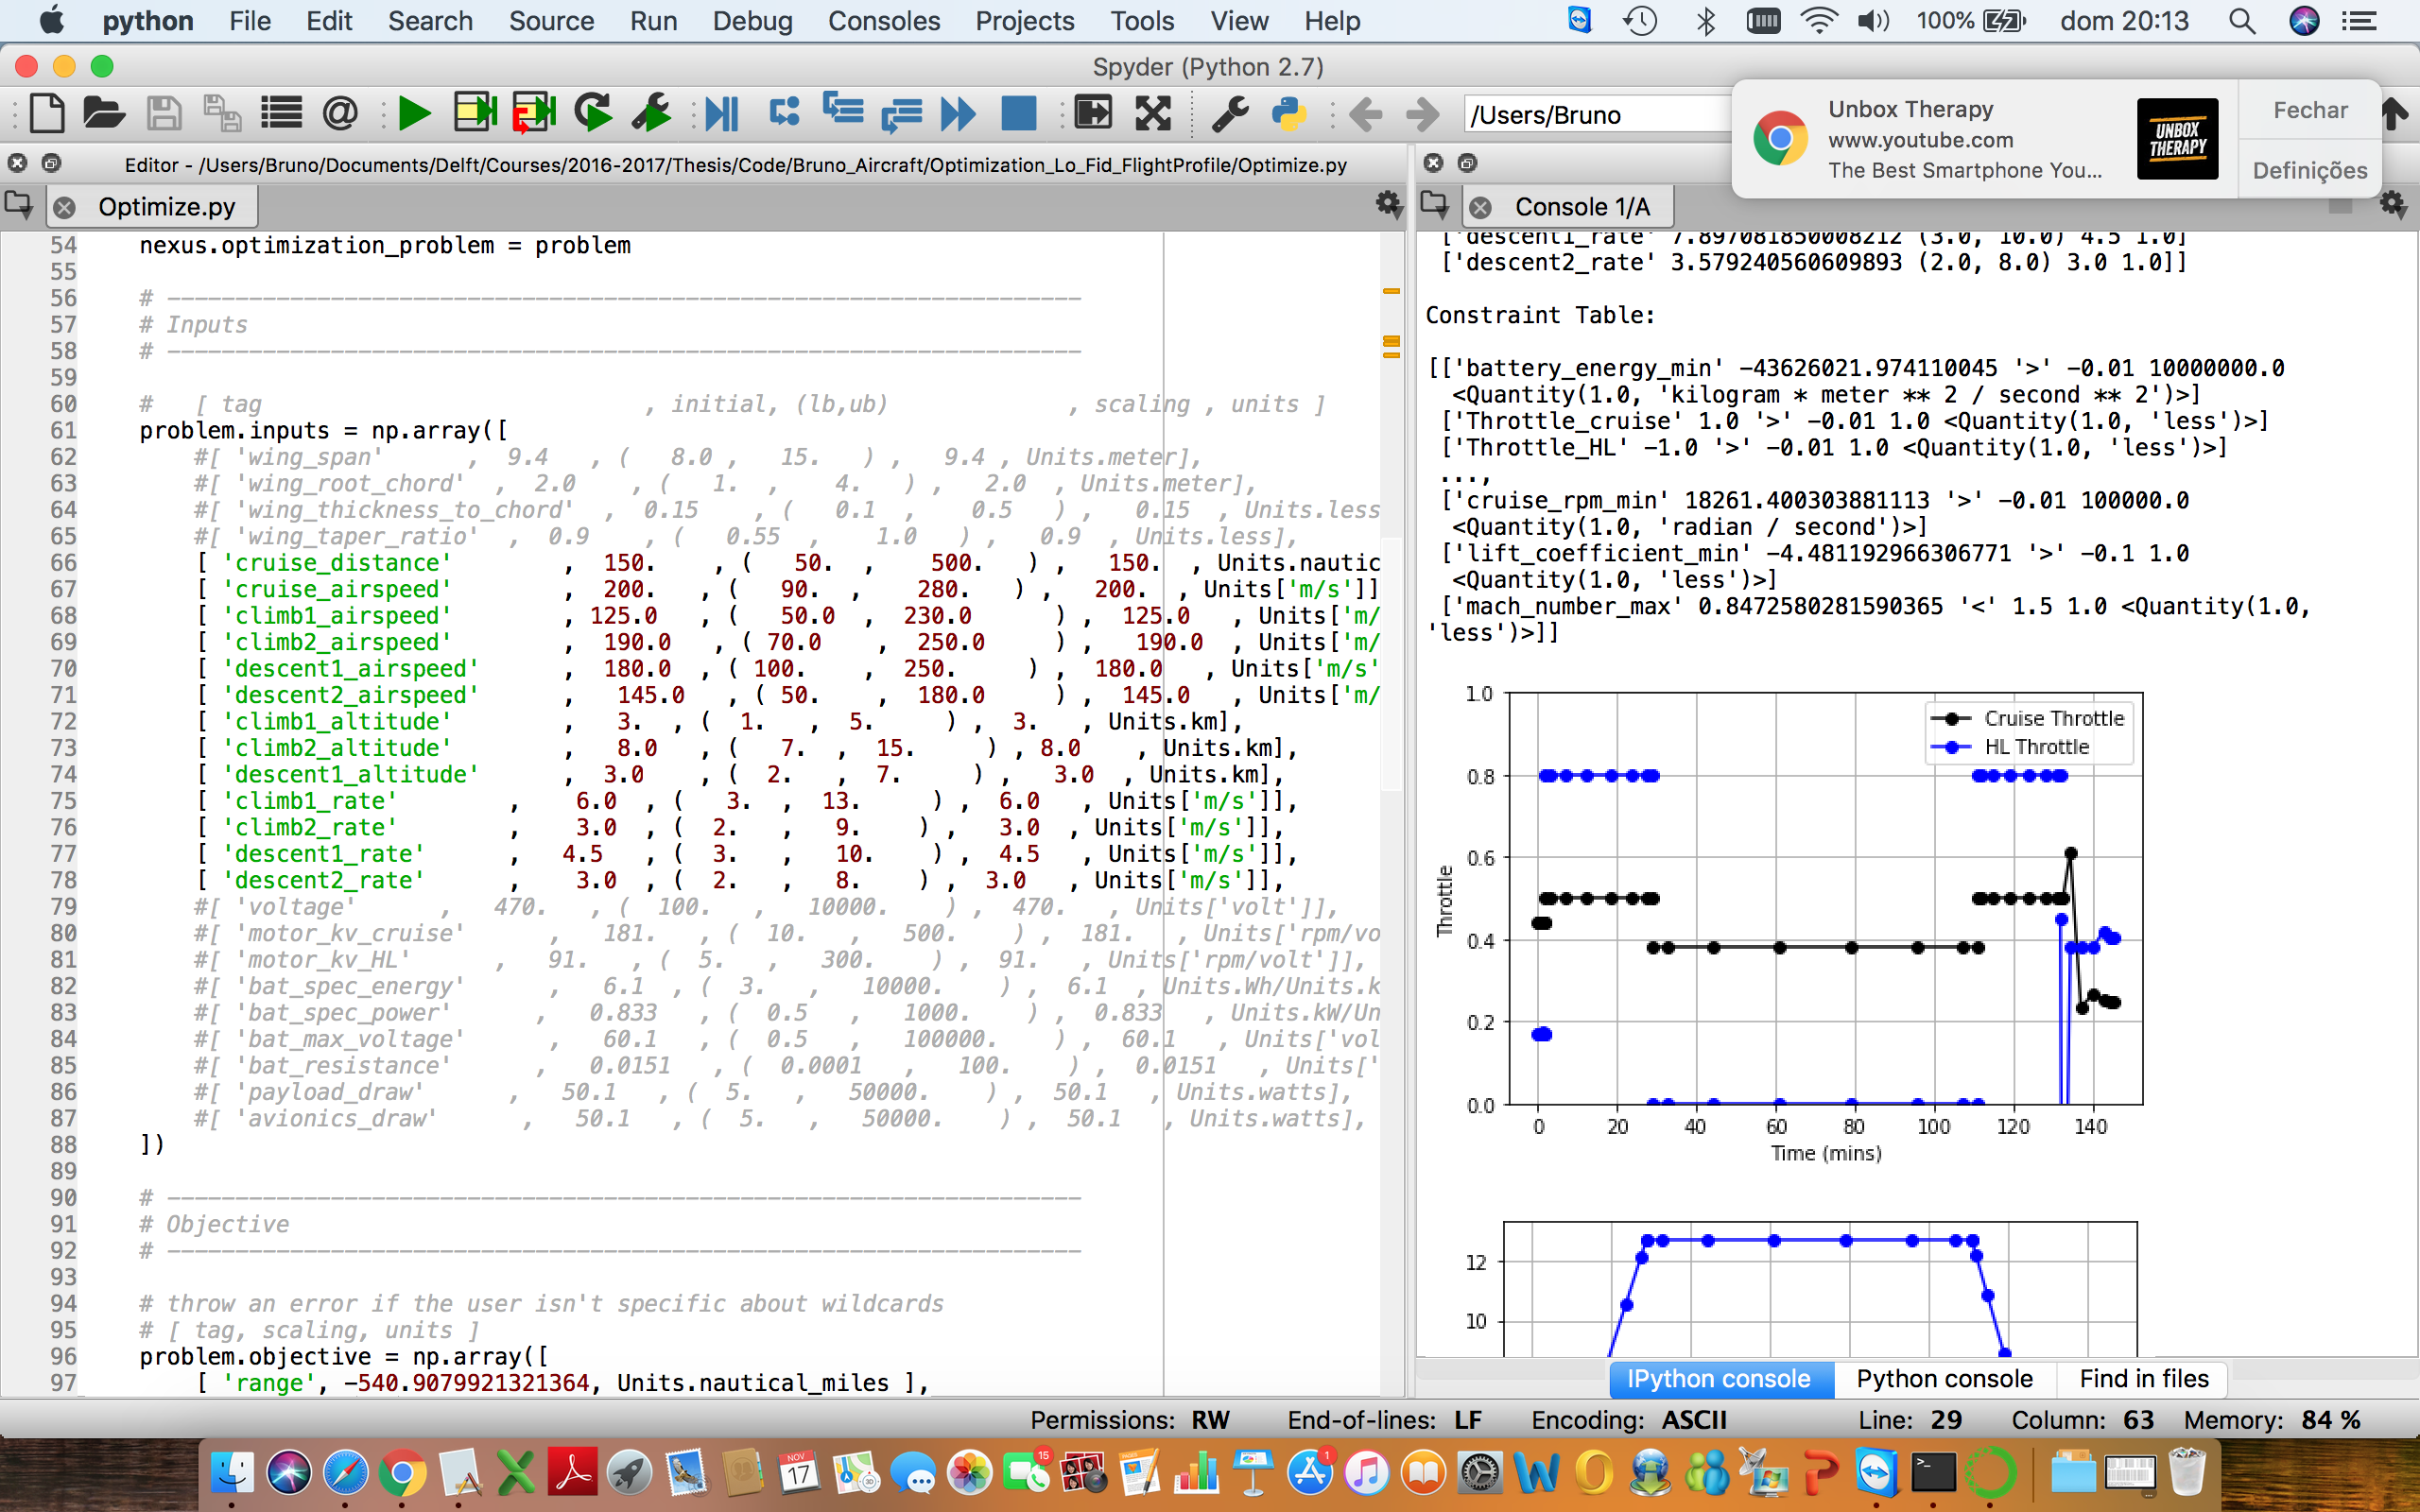 python File Edit Search Source Run Debug Consoles Projects Tools View Help 100% dom 20:13
Spyder (Python 2.7)
/Users/Bruno
Unbox Therapy
www.youtube.com
The Best Smartphone You...
UNBOX THERAPY
Fechar
Definições
Editor - /Users/Bruno/Documents/Delft/Courses/2016-2017/Thesis/Code/Bruno_Aircraft/Optimization_Lo_Fid_FlightProfile/Optimize.py
Optimize.py
54 nexus.optimization_problem = problem
55
56 # -------------------------------------------------------------------
57 # Inputs
58 # -------------------------------------------------------------------
59
60 # [ tag , initial, (lb,ub) , scaling , units ]
61 problem.inputs = np.array([
62 #[ 'wing_span' , 9.4 , ( 8.0 , 15. ) , 9.4 , Units.meter],
63 #[ 'wing_root_chord' , 2.0 , ( 1. , 4. ) , 2.0 , Units.meter],
64 #[ 'wing_thickness_to_chord' , 0.15 , ( 0.1 , 0.5 ) , 0.15 , Units.less
65 #[ 'wing_taper_ratio' , 0.9 , ( 0.55 , 1.0 ) , 0.9 , Units.less],
66 [ 'cruise_distance' , 150. , ( 50. , 500. ) , 150. , Units.nautic
67 [ 'cruise_airspeed' , 200. , ( 90. , 280. ) , 200. , Units['m/s']]
68 [ 'climb1_airspeed' , 125.0 , ( 50.0 , 230.0 ) , 125.0 , Units['m/
69 [ 'climb2_airspeed' , 190.0 , ( 70.0 , 250.0 ) , 190.0 , Units['m/
70 [ 'descent1_airspeed' , 180.0 , ( 100. , 250. ) , 180.0 , Units['m/s'
71 [ 'descent2_airspeed' , 145.0 , ( 50. , 180.0 ) , 145.0 , Units['m/
72 [ 'climb1_altitude' , 3. , ( 1. , 5. ) , 3. , Units.km],
73 [ 'climb2_altitude' , 8.0 , ( 7. , 15. ) , 8.0 , Units.km],
74 [ 'descent1_altitude' , 3.0 , ( 2. , 7. ) , 3.0 , Units.km],
75 [ 'climb1_rate' , 6.0 , ( 3. , 13. ) , 6.0 , Units['m/s']],
76 [ 'climb2_rate' , 3.0 , ( 2. , 9. ) , 3.0 , Units['m/s']],
77 [ 'descent1_rate' , 4.5 , ( 3. , 10. ) , 4.5 , Units['m/s']],
78 [ 'descent2_rate' , 3.0 , ( 2. , 8. ) , 3.0 , Units['m/s']],
79 #[ 'voltage' , 470. , ( 100. , 10000. ) , 470. , Units['volt']],
80 #[ 'motor_kv_cruise' , 181. , ( 10. , 500. ) , 181. , Units['rpm/vo
81 #[ 'motor_kv_HL' , 91. , ( 5. , 300. ) , 91. , Units['rpm/volt']],
82 #[ 'bat_spec_energy' , 6.1 , ( 3. , 10000. ) , 6.1 , Units.Wh/Units.k
83 #[ 'bat_spec_power' , 0.833 , ( 0.5 , 1000. ) , 0.833 , Units.kW/Un
84 #[ 'bat_max_voltage' , 60.1 , ( 0.5 , 100000. ) , 60.1 , Units['vol
85 #[ 'bat_resistance' , 0.0151 , ( 0.0001 , 100. ) , 0.0151 , Units['
86 #[ 'payload_draw' , 50.1 , ( 5. , 50000. ) , 50.1 , Units.watts],
87 #[ 'avionics_draw' , 50.1 , ( 5. , 50000. ) , 50.1 , Units.watts],
88 ])
89
90 # -------------------------------------------------------------------
91 # Objective
92 # -------------------------------------------------------------------
93
94 # throw an error if the user isn't specific about wildcards
95 # [ tag, scaling, units ]
96 problem.objective = np.array([
97 [ 'range', -540.9079921321364, Units.nautical_miles ],
Console 1/A
['descent1_rate' 7.897081850008212 (3.0, 10.0) 4.5 1.0]
['descent2_rate' 3.579240560609893 (2.0, 8.0) 3.0 1.0]]
Constraint Table:
[['battery_energy_min' -43626021.974110045 '>' -0.01 10000000.0
<Quantity(1.0, 'kilogram * meter ** 2 / second ** 2')>]
['Throttle_cruise' 1.0 '>' -0.01 1.0 <Quantity(1.0, 'less')>]
['Throttle_HL' -1.0 '>' -0.01 1.0 <Quantity(1.0, 'less')>]
...,
['cruise_rpm_min' 18261.400303881113 '>' -0.01 100000.0
<Quantity(1.0, 'radian / second')>]
['lift_coefficient_min' -4.481192966306771 '>' -0.1 1.0
<Quantity(1.0, 'less')>]
['mach_number_max' 0.8472580281590365 '<' 1.5 1.0 <Quantity(1.0,
'less')>]]
Cruise Throttle
HL Throttle
1.0
0.8
0.6
0.4
0.2
0.0
Throttle
0 20 40 60 80 100 120 140
Time (mins)
12
10
IPython console Python console Find in files
Permissions: RW End-of-lines: LF Encoding: ASCII Line: 29 Column: 63 Memory: 84 %
NOV
17
15
1